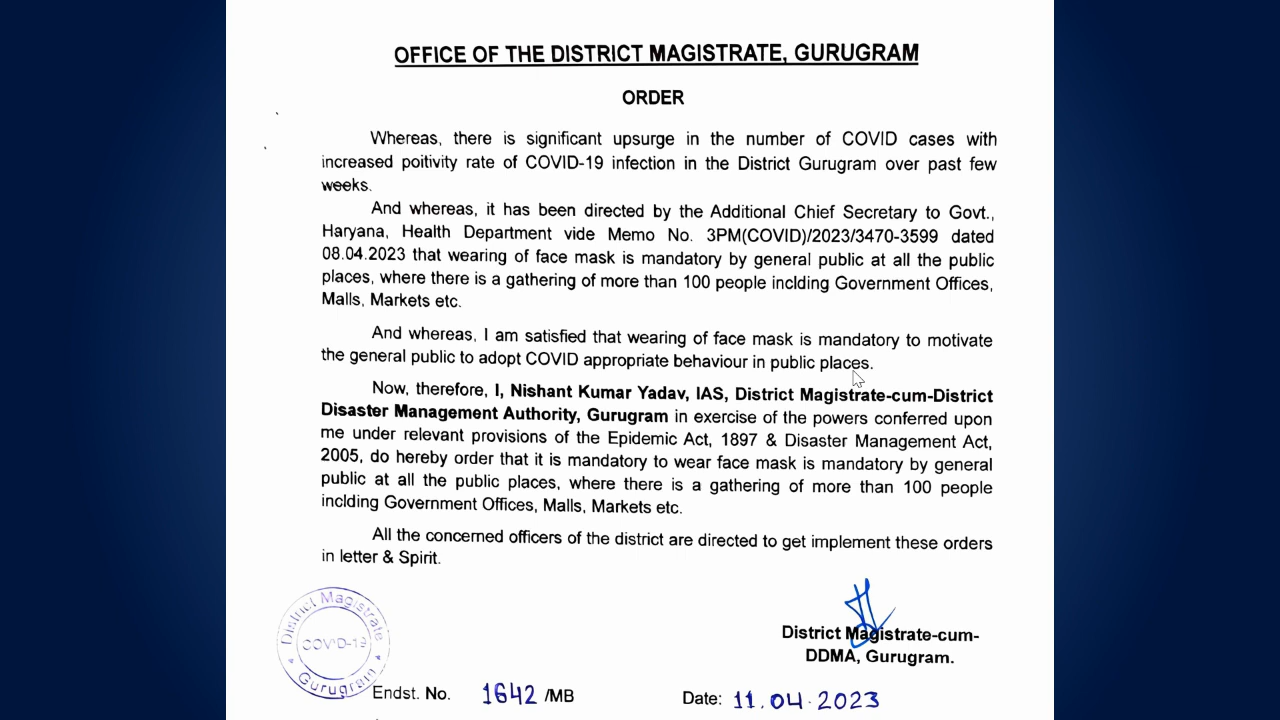 OFFICE OF THE DISTRICT MAGISTRATE, GURUGRAM
ORDER
Whereas, there is significant upsurge in the number of COVID cases with
increased poitivity rate of COVID-19 infection in the District Gurugram over past few
weeks.
And whereas, it has been directed by the Additional Chief Secretary to Govt.,
Haryana, Health Department vide Memo No. 3PM(COVID)/2023/3470-3599 dated
08.04.2023 that wearing of face mask is mandatory by general public at all the public
places, where there is a gathering of more than 100 people inclding Government Offices,
Malls, Markets etc.
And whereas, I am satisfied that wearing of face mask is mandatory to motivate
the general public to adopt COVID appropriate behaviour in public places.
Now, therefore, I, Nishant Kumar Yadav, IAS, District Magistrate-cum-District
Disaster Management Authority, Gurugram in exercise of the powers conferred upon
me under relevant provisions of the Epidemic Act, 1897 & Disaster Management Act,
2005, do hereby order that it is mandatory to wear face mask is mandatory by general
public at all the public places, where there is a gathering of more than 100 people
inclding Government Offices, Malls, Markets etc.
All the concerned officers of the district are directed to get implement these orders
in letter & Spirit.
District Magistrate
COVID-19
Gurugram
District Magistrate-cum-
DDMA, Gurugram.
Endst. No. 1642 /MB
Date: 11.04.2023